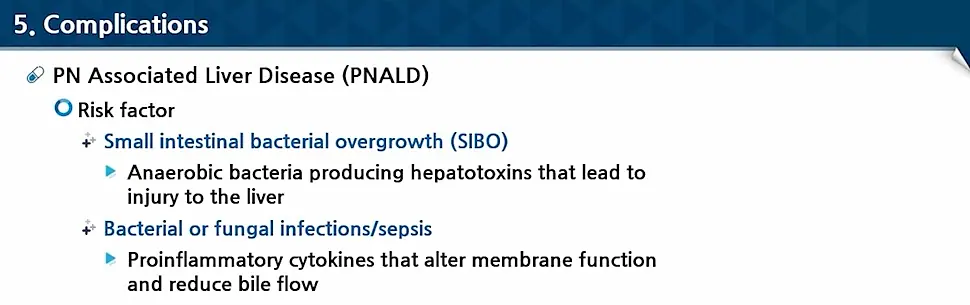 5. Complications
PN Associated Liver Disease (PNALD)
Risk factor
Small intestinal bacterial overgrowth (SIBO)
Anaerobic bacteria producing hepatotoxins that lead to
injury to the liver
Bacterial or fungal infections/sepsis
Proinflammatory cytokines that alter membrane function
and reduce bile flow